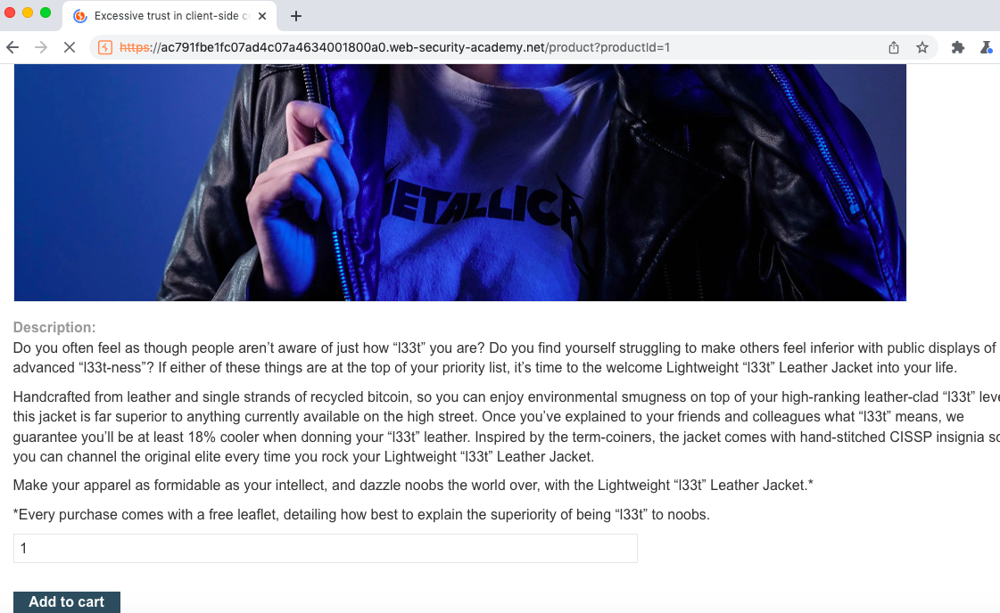 Excessive trust in client-side c
https://ac791fbe1fc07ad4c07a4634001800a0.web-security-academy.net/product?productId=1
METALLICA
Description:
Do you often feel as though people aren’t aware of just how “l33t” you are? Do you find yourself struggling to make others feel inferior with public displays of
advanced “l33t-ness”? If either of these things are at the top of your priority list, it’s time to the welcome Lightweight “l33t” Leather Jacket into your life.
Handcrafted from leather and single strands of recycled bitcoin, so you can enjoy environmental smugness on top of your high-ranking leather-clad “l33t” leve
this jacket is far superior to anything currently available on the high street. Once you’ve explained to your friends and colleagues what “l33t” means, we
guarantee you’ll be at least 18% cooler when donning your “l33t” leather. Inspired by the term-coiners, the jacket comes with hand-stitched CISSP insignia so
you can channel the original elite every time you rock your Lightweight “l33t” Leather Jacket.
Make your apparel as formidable as your intellect, and dazzle noobs the world over, with the Lightweight “l33t” Leather Jacket.*
*Every purchase comes with a free leaflet, detailing how best to explain the superiority of being “l33t” to noobs.
1
Add to cart